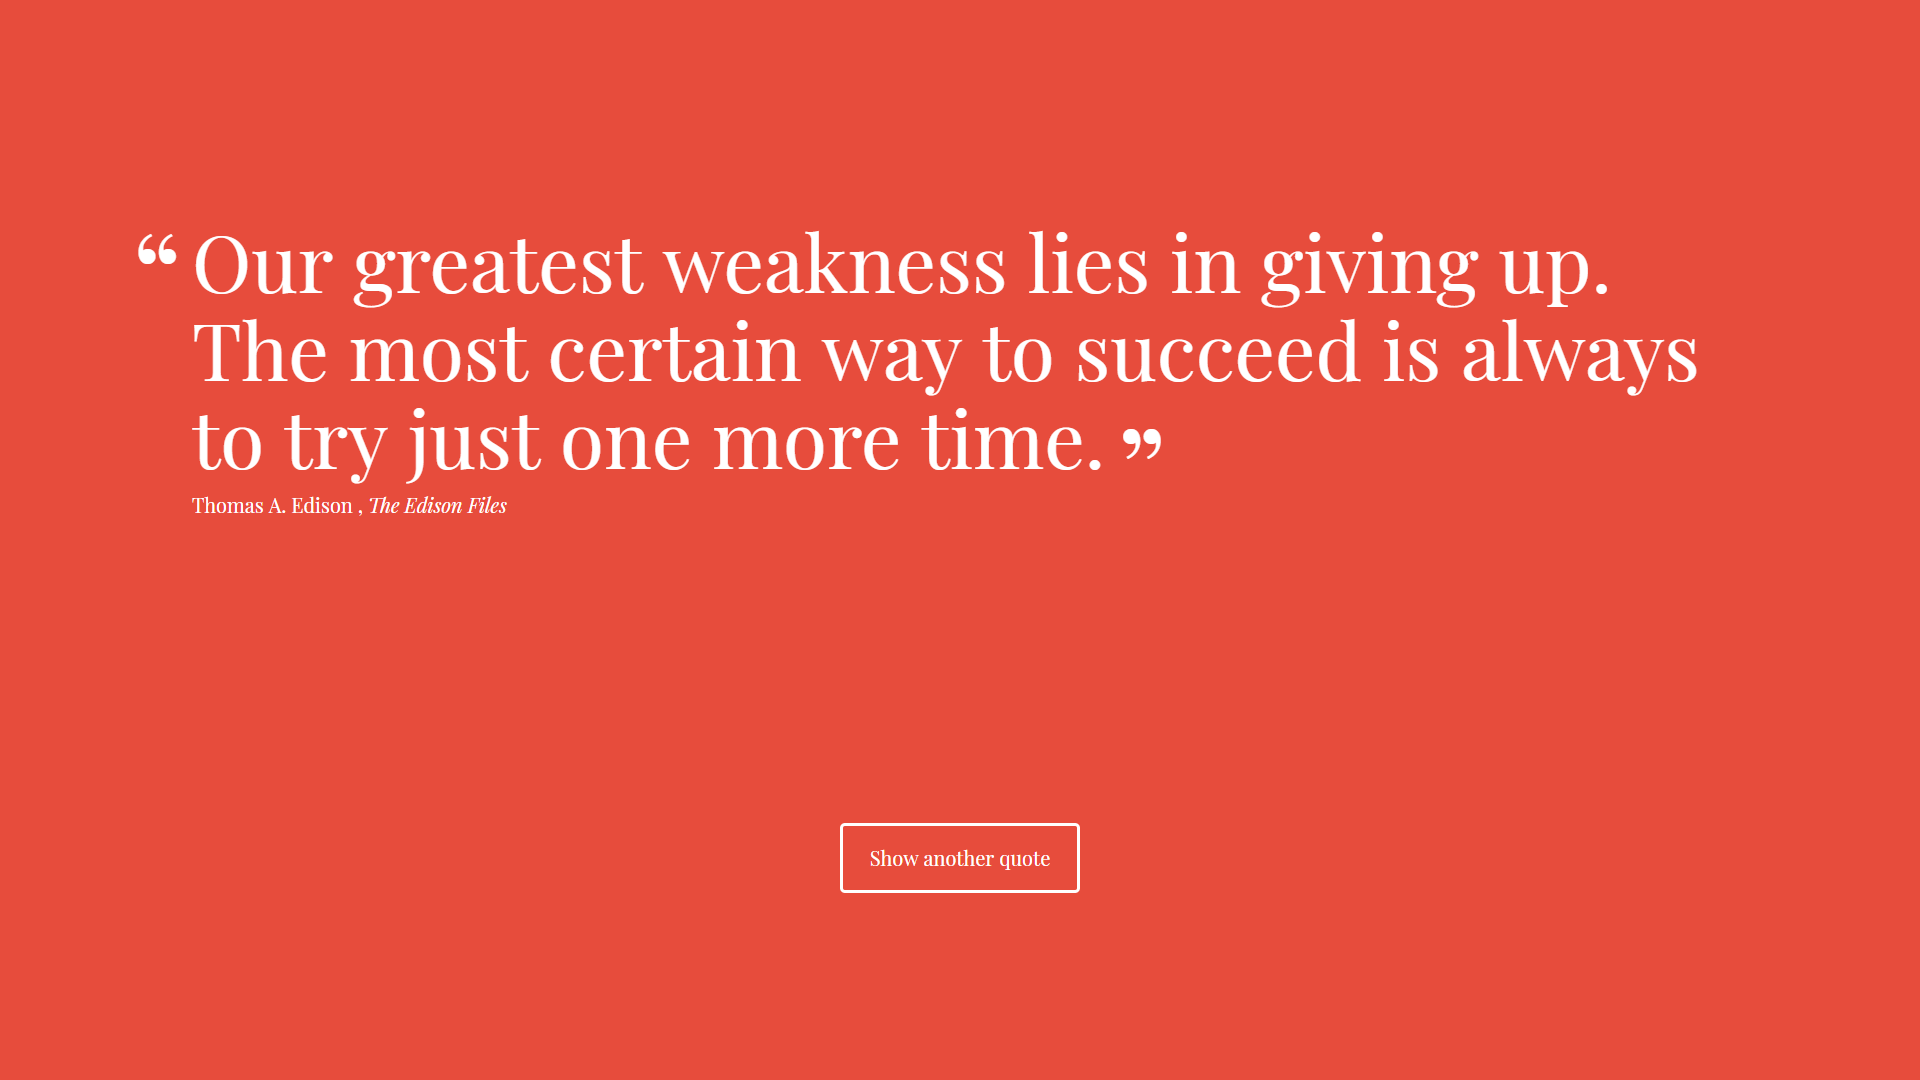 “Our greatest weakness lies in giving up.
The most certain way to succeed is always
to try just one more time.”
Thomas A. Edison , The Edison Files
Show another quote